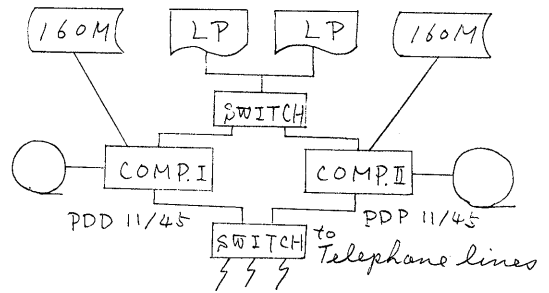 160M LP LP 160M
SWITCH
COMP.I COMP.II
PDD 11/45 PDP 11/45
SWITCH to Telephone lines